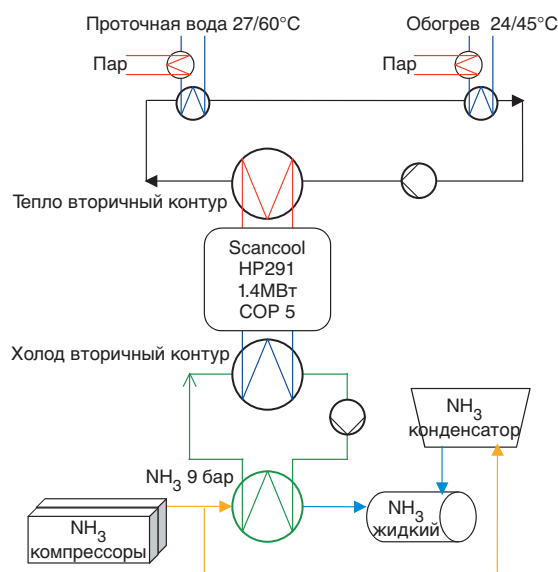 Проточная вода 27/60°C
Обогрев 24/45°C
Пар
Пар
Тепло вторичный контур
Scancool
HP291
1.4МВт
COP 5
Холод вторичный контур
NH3
конденсатор
NH3 9 бар
NH3
компрессоры
NH3
жидкий